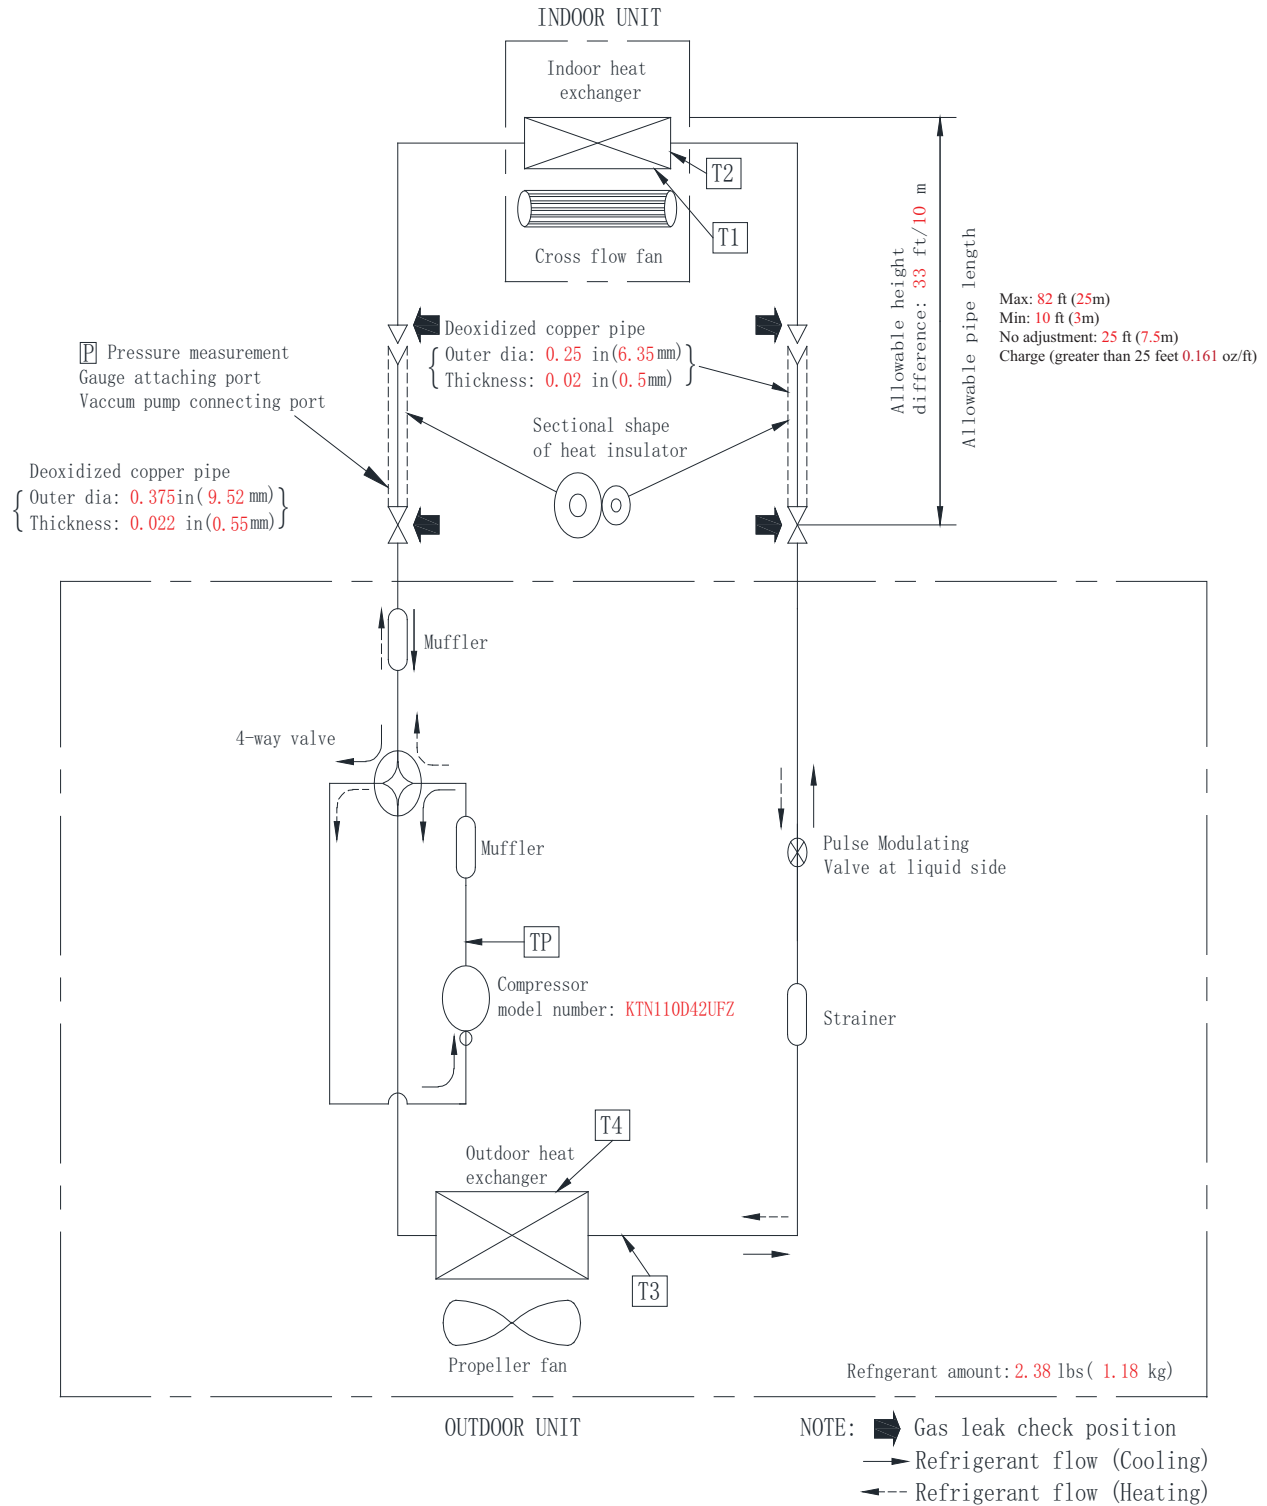 INDOOR UNIT
Indoor heat
exchanger
T2
T1
Cross flow fan
Allowable height
difference: 33 ft/10 m
Allowable pipe length
Max: 82 ft (25m)
Min: 10 ft (3m)
No adjustment: 25 ft (7.5m)
Charge (greater than 25 feet 0.161 oz/ft)
Deoxidized copper pipe
Outer dia: 0.25 in(6.35mm)
Thickness: 0.02 in(0.5mm)
P Pressure measurement
Gauge attaching port
Vaccum pump connecting port
Sectional shape
of heat insulator
Deoxidized copper pipe
Outer dia: 0.375in(9.52mm)
Thickness: 0.022 in(0.55mm)
Muffler
4-way valve
Muffler
Pulse Modulating
Valve at liquid side
TP
Compressor
model number: KTN110D42UFZ
Strainer
T4
Outdoor heat
exchanger
T3
Propeller fan
Refngerant amount: 2.38 lbs( 1.18 kg)
OUTDOOR UNIT
NOTE: Gas leak check position
Refrigerant flow (Cooling)
Refrigerant flow (Heating)